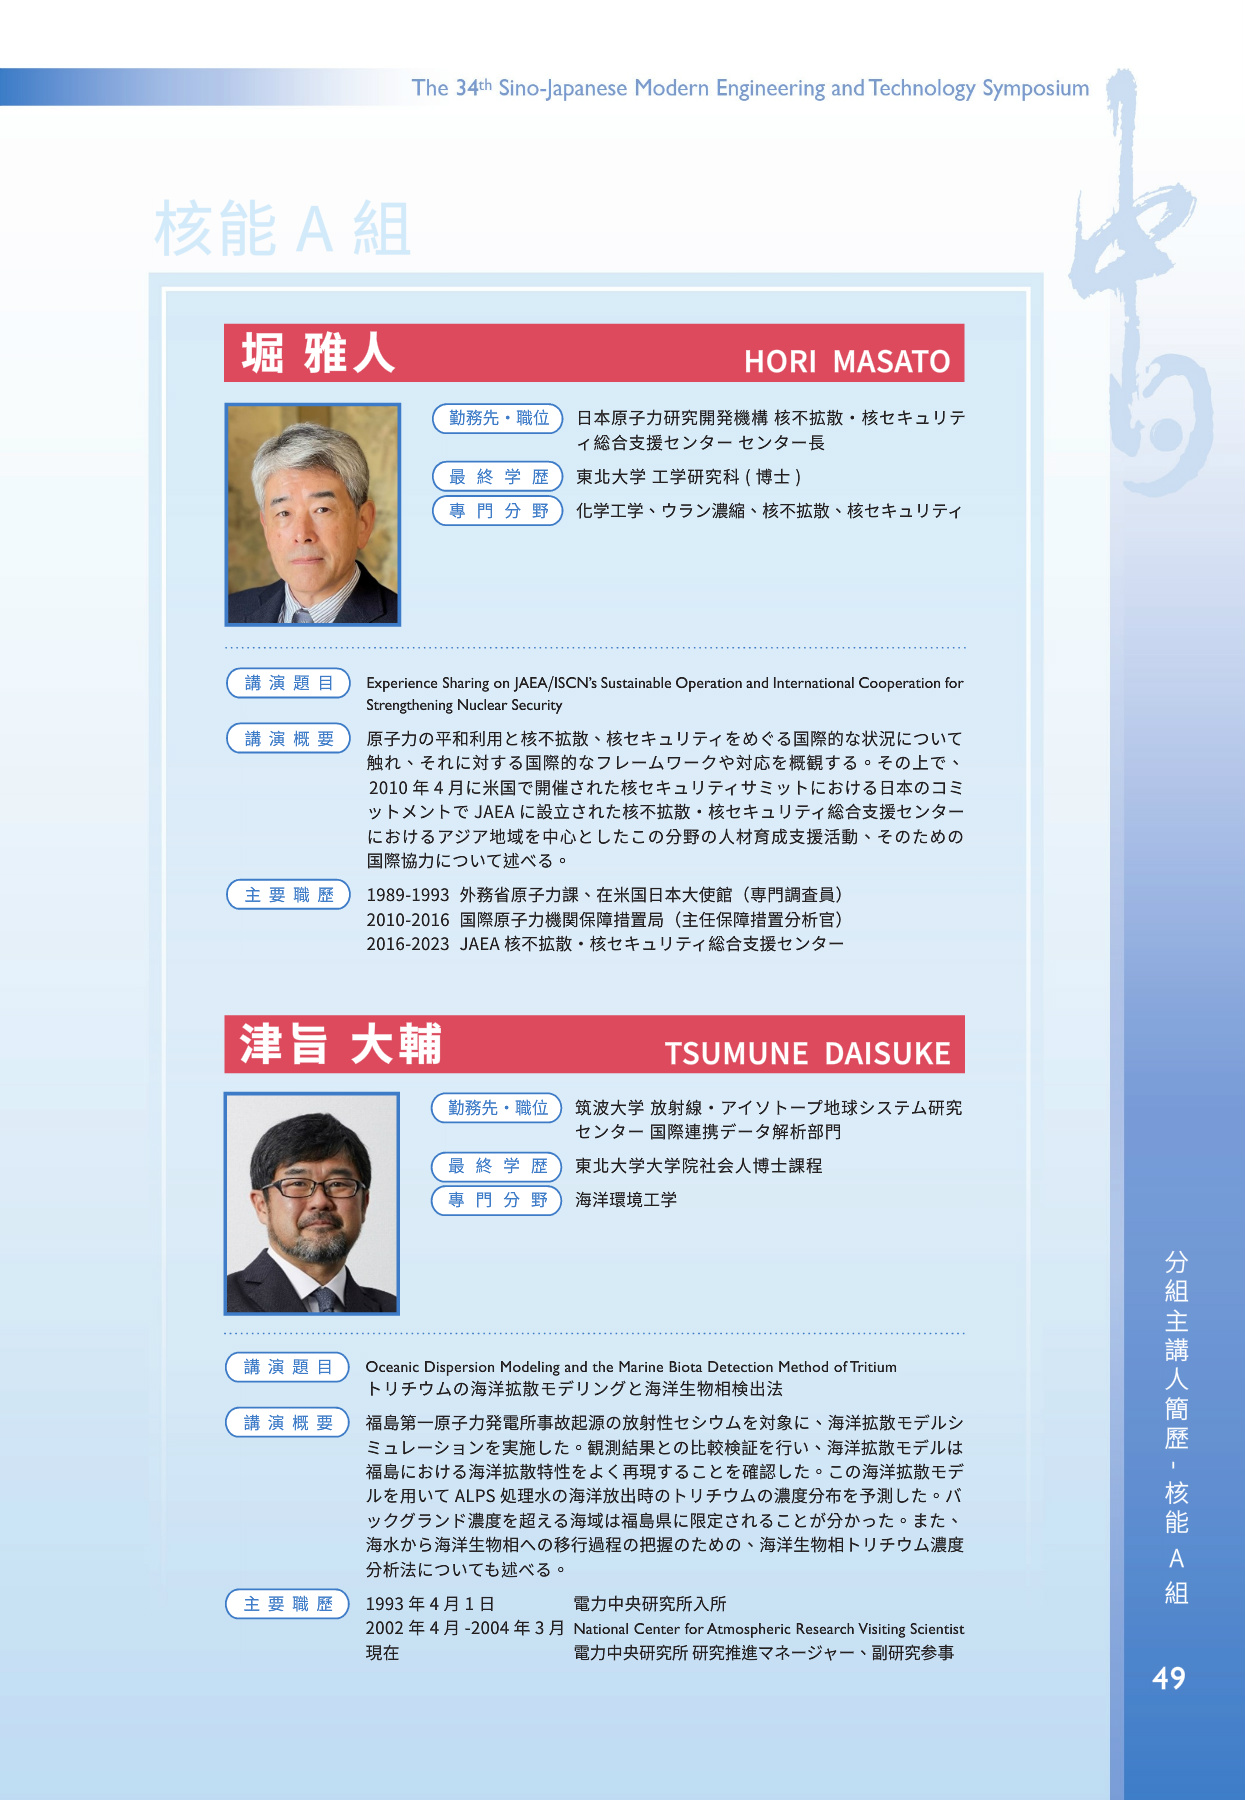 The 34th Sino-Japanese Modern Engineering and Technology Symposium
核能 A 組
堀 雅人 HORI MASATO
勤務先・職位 日本原子力研究開発機構 核不拡散・核セキュリテ
ィ総合支援センター センター長
最終学歴 東北大学 工学研究科 ( 博士 )
專門分野 化学工学、ウラン濃縮、核不拡散、核セキュリティ
講演題目 Experience Sharing on JAEA/ISCN's Sustainable Operation and International Cooperation for
Strengthening Nuclear Security
講演概要 原子力の平和利用と核不拡散、核セキュリティをめぐる国際的な状況について
触れ、それに対する国際的なフレームワークや対応を概観する。その上で、
2010 年 4 月に米国で開催された核セキュリティサミットにおける日本のコミ
ットメントで JAEA に設立された核不拡散・核セキュリティ総合支援センター
におけるアジア地域を中心としたこの分野の人材育成支援活動、そのための
国際協力について述べる。
主要職歷 1989-1993 外務省原子力課、在米国日本大使館（専門調査員）
2010-2016 国際原子力機関保障措置局（主任保障措置分析官）
2016-2023 JAEA 核不拡散・核セキュリティ総合支援センター
津旨 大輔 TSUMUNE DAISUKE
勤務先・職位 筑波大学 放射線・アイソトープ地球システム研究
センター 国際連携データ解析部門
最終学歴 東北大学大学院社会人博士課程
專門分野 海洋環境工学
講演題目 Oceanic Dispersion Modeling and the Marine Biota Detection Method of Tritium
トリチウムの海洋拡散モデリングと海洋生物相検出法
講演概要 福島第一原子力発電所事故起源の放射性セシウムを対象に、海洋拡散モデルシ
ミュレーションを実施した。観測結果との比較検証を行い、海洋拡散モデルは
福島における海洋拡散特性をよく再現することを確認した。この海洋拡散モデ
ルを用いて ALPS 処理水の海洋放出時のトリチウムの濃度分布を予測した。バ
ックグランド濃度を超える海域は福島県に限定されることが分かった。また、
海水から海洋生物相への移行過程の把握のための、海洋生物相トリチウム濃度
分析法についても述べる。
主要職歷 1993 年 4 月 1 日 電力中央研究所入所
2002 年 4 月 -2004 年 3 月 National Center for Atmospheric Research Visiting Scientist
現在 電力中央研究所 研究推進マネージャー、副研究参事
分組主講人簡歷 - 核能 A 組
49